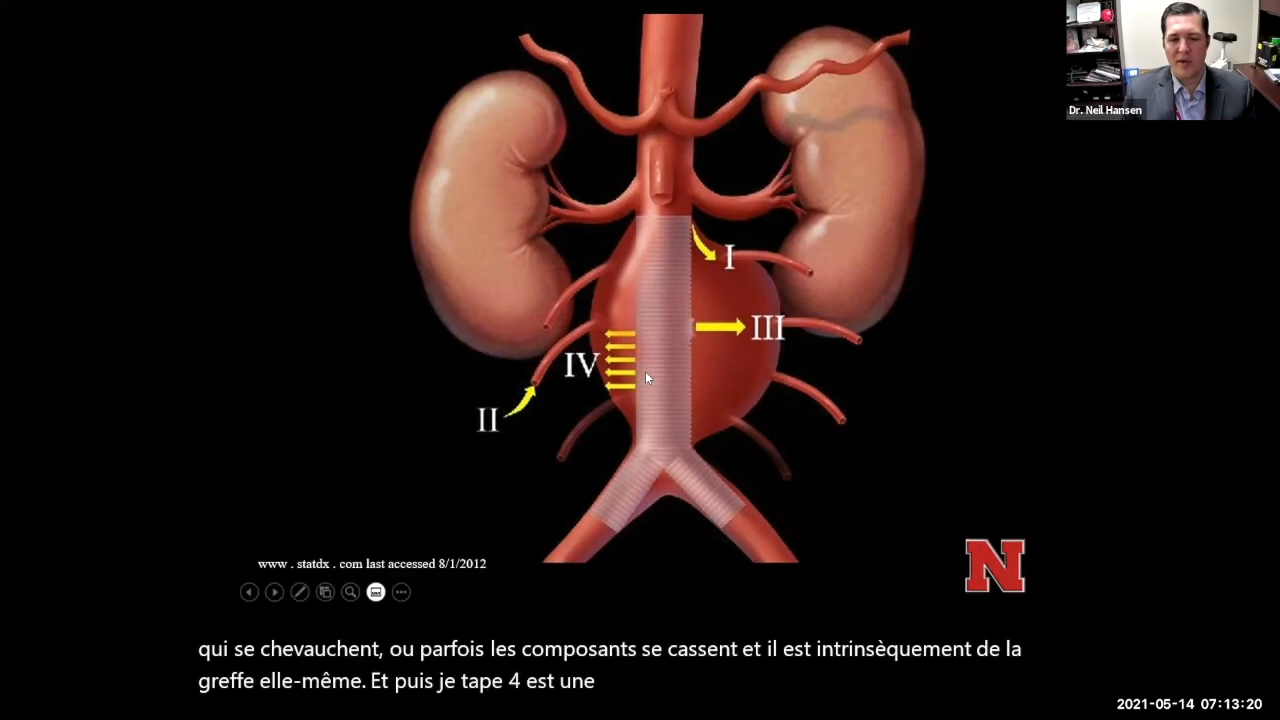 Dr. Neil Hansen
I
III
IV
II
www . statdx . com last accessed 8/1/2012
N
qui se chevauchent, ou parfois les composants se cassent et il est intrinsèquement de la
greffe elle-même. Et puis je tape 4 est une
2021-05-14 07:13:20